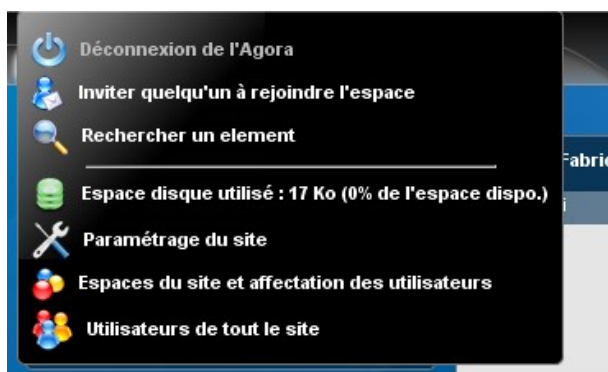 Déconnexion de l'Agora
Inviter quelqu'un à rejoindre l'espace
Rechercher un element
Espace disque utilisé : 17 Ko (0% de l'espace dispo.)
Paramétrage du site
Espaces du site et affectation des utilisateurs
Utilisateurs de tout le site